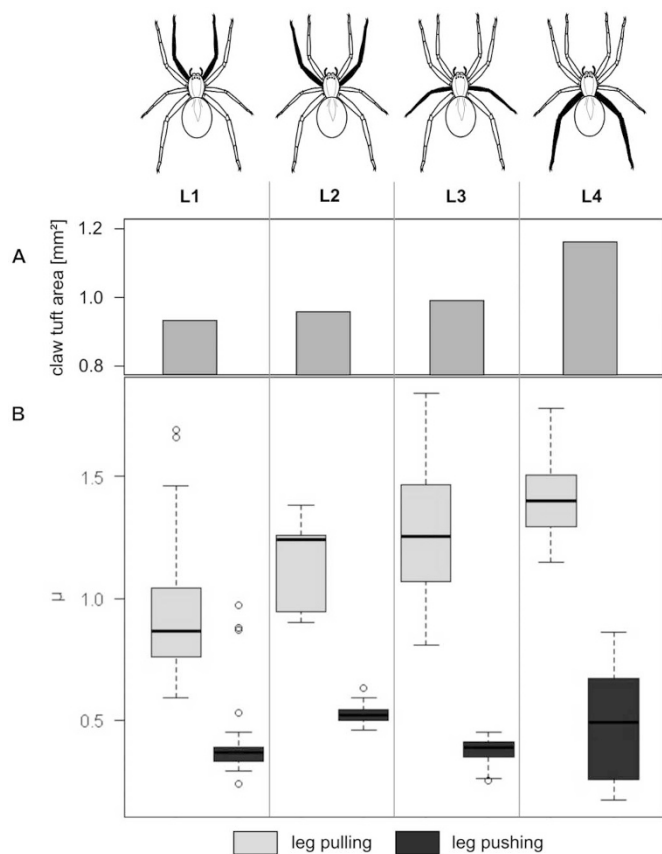 L1 L2 L3 L4
A
claw tuft area [mm²]
1.2
1.0
0.8
B
μ
1.5
1.0
0.5
leg pulling leg pushing